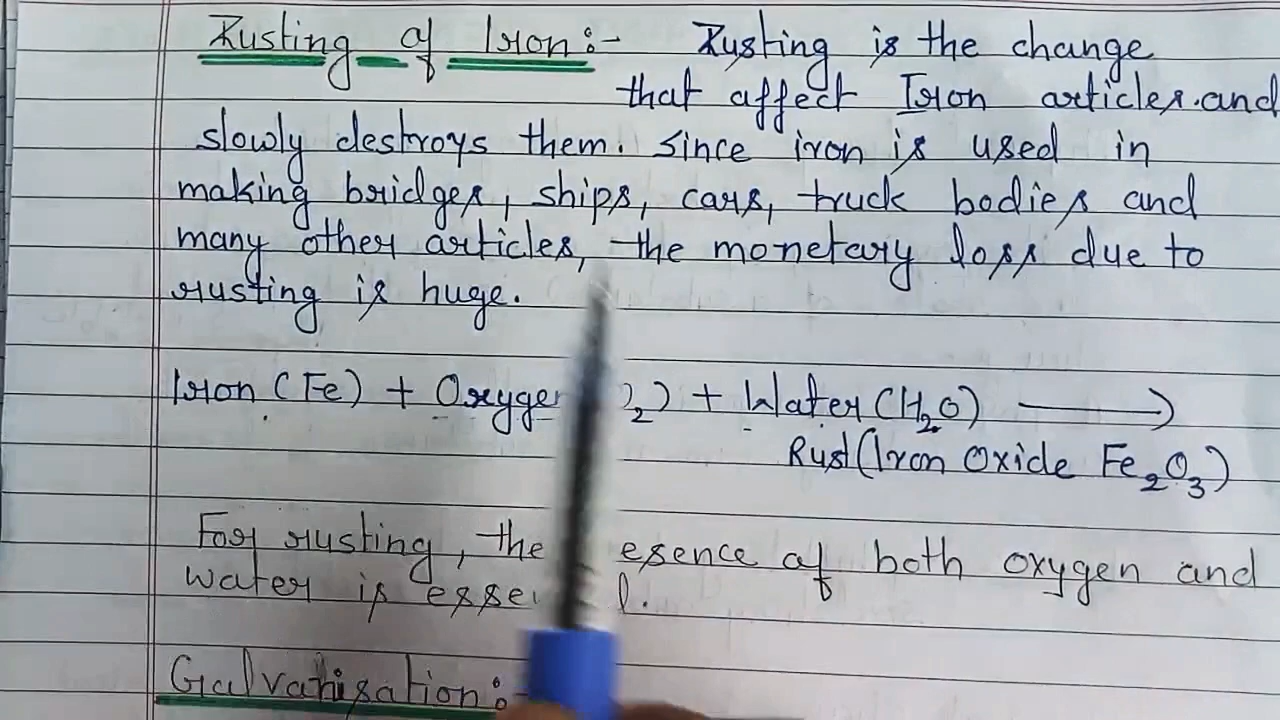 Rusting of Iron:- Rusting is the change
that affect Iron articles. and
slowly destroys them. Since iron is used in
making bridges, ships, cars, truck bodies and
many other articles, the monetary loss due to
rusting is huge.
Iron (Fe) + Oxygen ₂) + Water (H₂O) ⟶
Rust (Iron Oxide Fe₂O₃)
For rusting, the esence of both oxygen and
water is esse l.
Galvanisation:-